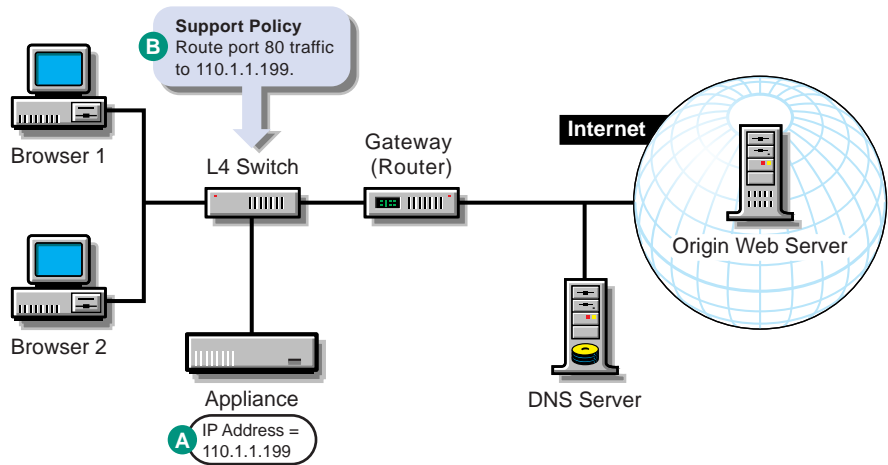 Support Policy
B
Route port 80 traffic
to 110.1.1.199.
Browser 1
L4 Switch
Gateway
(Router)
Internet
Origin Web Server
Browser 2
Appliance
DNS Server
A
IP Address =
110.1.1.199